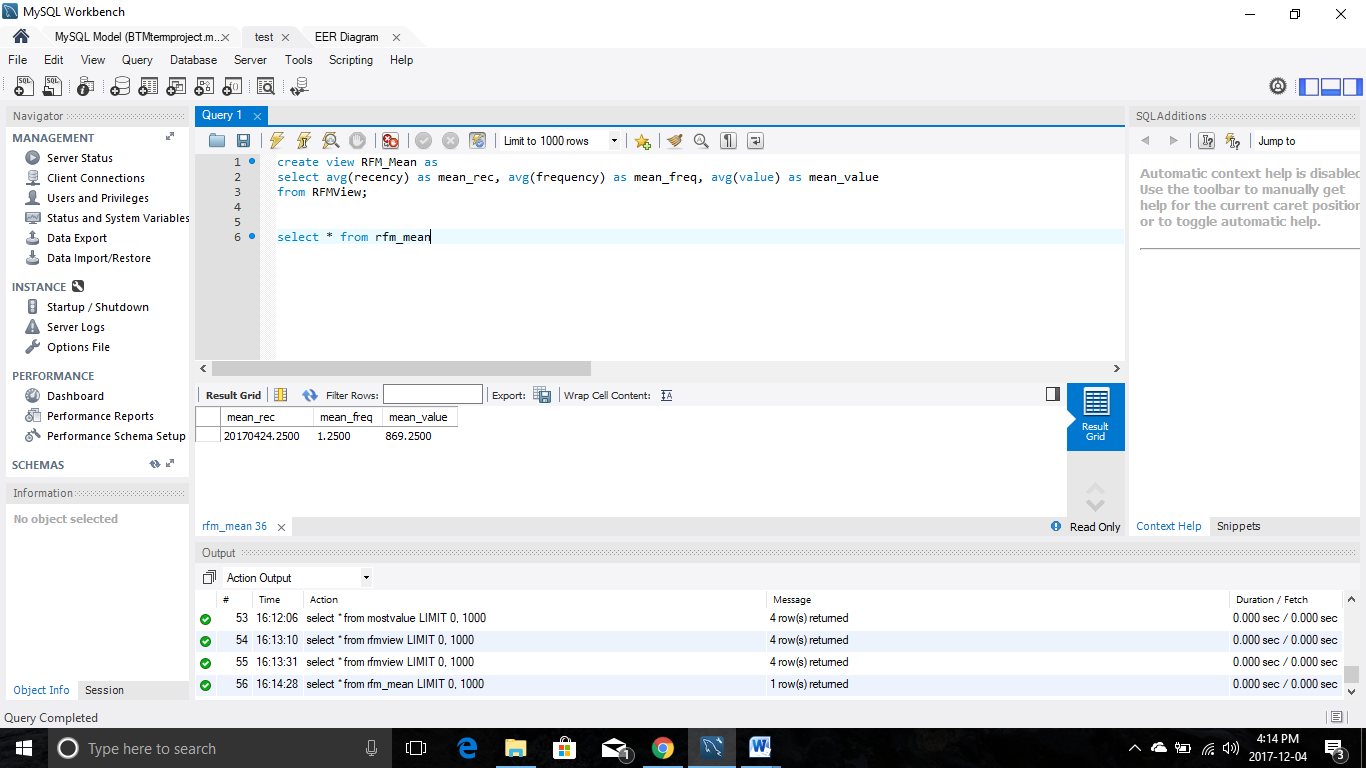 MySQL Workbench
MySQL Model (BTMtermproject.m... test EER Diagram
File Edit View Query Database Server Tools Scripting Help
Navigator
MANAGEMENT
Server Status
Client Connections
Users and Privileges
Status and System Variables
Data Export
Data Import/Restore
INSTANCE
Startup / Shutdown
Server Logs
Options File
PERFORMANCE
Dashboard
Performance Reports
Performance Schema Setup
SCHEMAS
Information
No object selected
Object Info Session
Query 1
Limit to 1000 rows
1 create view RFM_Mean as
2 select avg(recency) as mean_rec, avg(frequency) as mean_freq, avg(value) as mean_value
3 from RFMView;
4
5
6 select * from rfm_mean
Result Grid Filter Rows: Export: Wrap Cell Content:
mean_rec mean_freq mean_value
20170424.2500 1.2500 869.2500
Result
Grid
rfm_mean 36 Read Only
SQLAdditions
Jump to
Automatic context help is disabled
Use the toolbar to manually get
help for the current caret position
or to toggle automatic help.
Context Help Snippets
Output
Action Output
# Time Action Message Duration / Fetch
53 16:12:06 select * from mostvalue LIMIT 0, 1000 4 row(s) returned 0.000 sec / 0.000 sec
54 16:13:10 select * from rfmview LIMIT 0, 1000 4 row(s) returned 0.000 sec / 0.000 sec
55 16:13:31 select * from rfmview LIMIT 0, 1000 4 row(s) returned 0.000 sec / 0.000 sec
56 16:14:28 select * from rfm_mean LIMIT 0, 1000 1 row(s) returned 0.000 sec / 0.000 sec
Query Completed
Type here to search
1
4:14 PM
2017-12-04
3